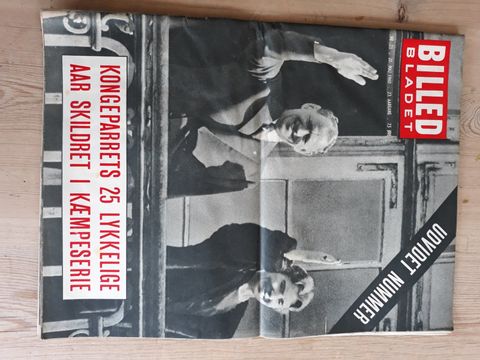 BILLED
BLADET
UDVIDET NUMMER
KONGEPARRETS 25 LYKKELIGE
AAR SKILDRET I KÆMPESERIE